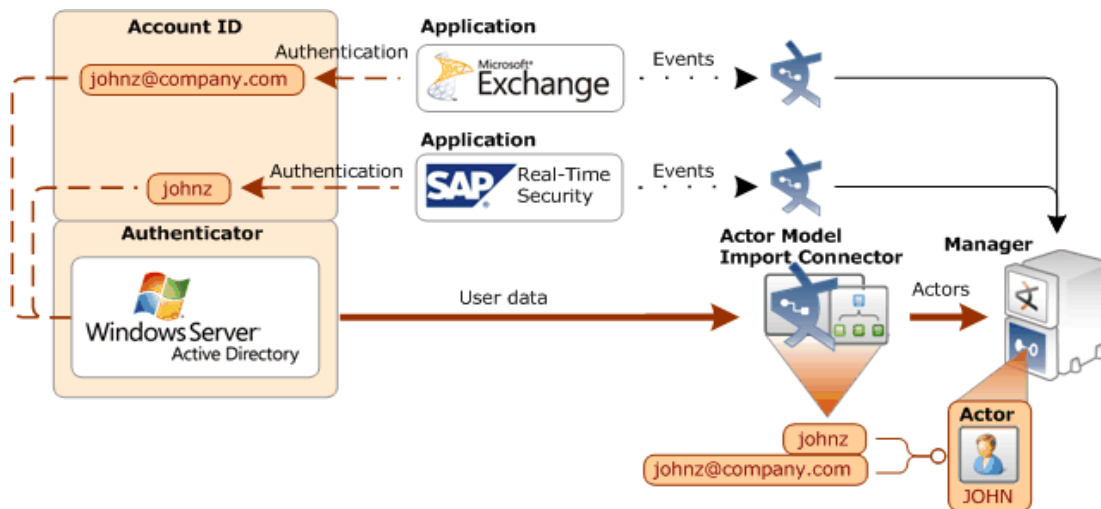 Account ID
johnz@company.com
Authentication
Application
Microsoft®
Exchange
Events
johnz
Authentication
Application
SAP
Real-Time
Security
Events
Authenticator
Windows Server
Active Directory
User data
Actor Model
Import Connector
Actors
Manager
johnz
johnz@company.com
Actor
JOHN